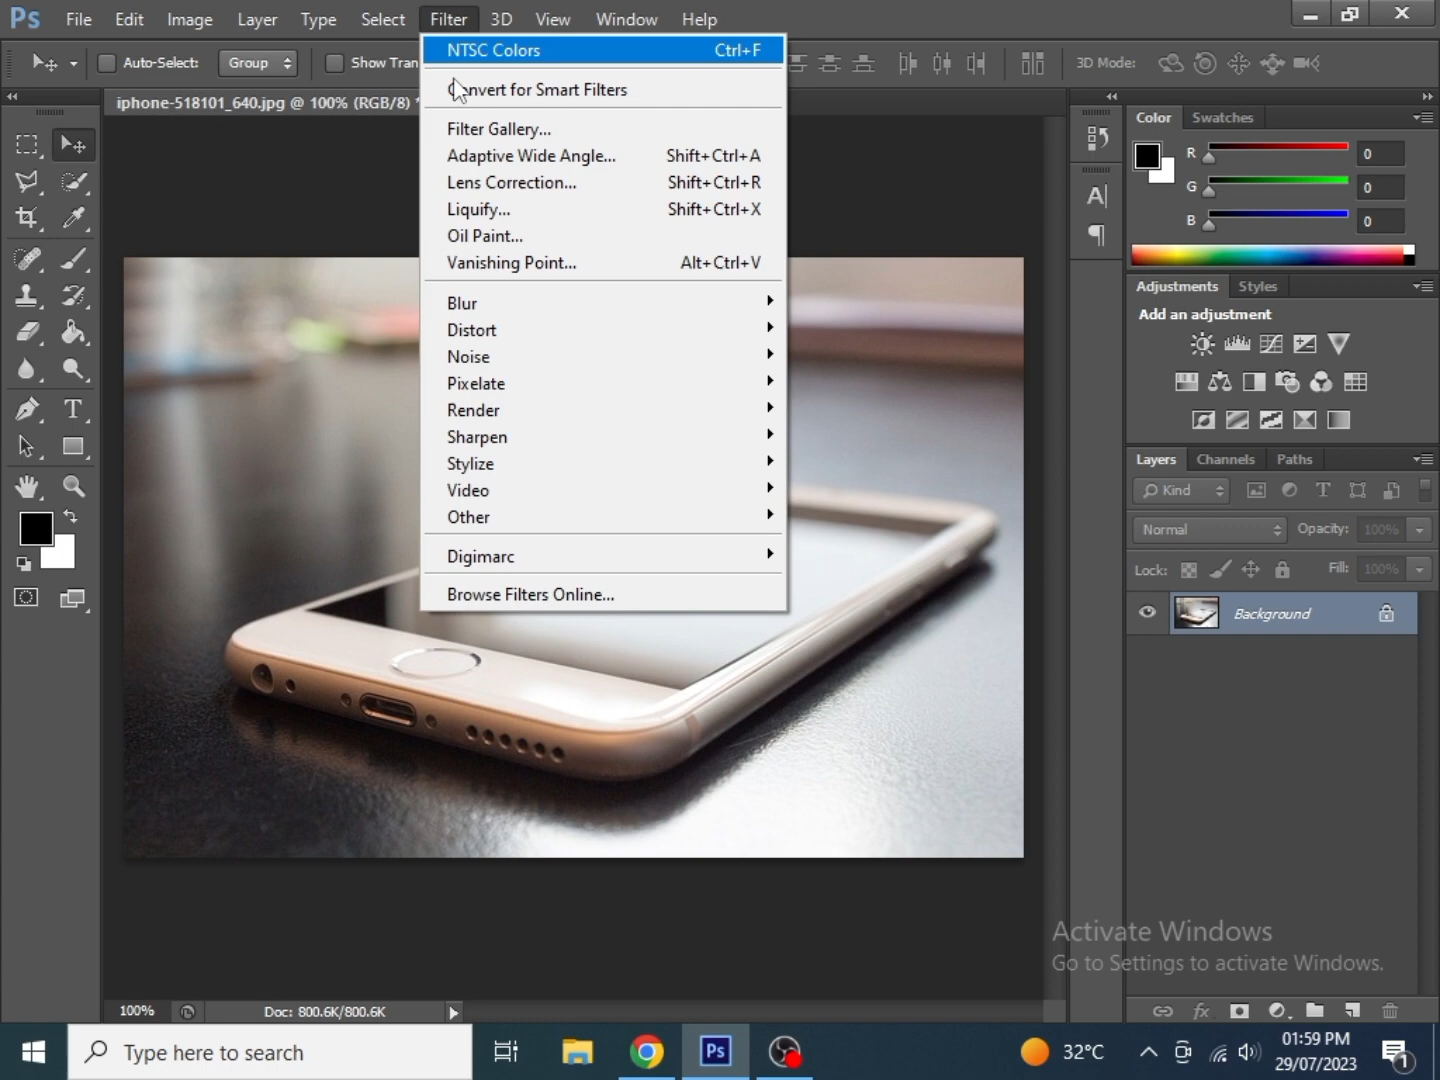 Ps File Edit Image Layer Type Select Filter 3D View Window Help
Auto-Select: Group Show Tran 3D Mode:
iphone-518101_640.jpg @ 100% (RGB/8) *
NTSC Colors Ctrl+F
Convert for Smart Filters
Filter Gallery...
Adaptive Wide Angle... Shift+Ctrl+A
Lens Correction... Shift+Ctrl+R
Liquify... Shift+Ctrl+X
Oil Paint...
Vanishing Point... Alt+Ctrl+V
Blur
Distort
Noise
Pixelate
Render
Sharpen
Stylize
Video
Other
Digimarc
Browse Filters Online...
Color Swatches
R 0
G 0
B 0
Adjustments Styles
Add an adjustment
Layers Channels Paths
Kind
Normal Opacity: 100%
Lock: Fill: 100%
Background
Activate Windows
Go to Settings to activate Windows.
100% Doc: 800.6K/800.6K
Type here to search
Ps
32°C
01:59 PM
29/07/2023
1